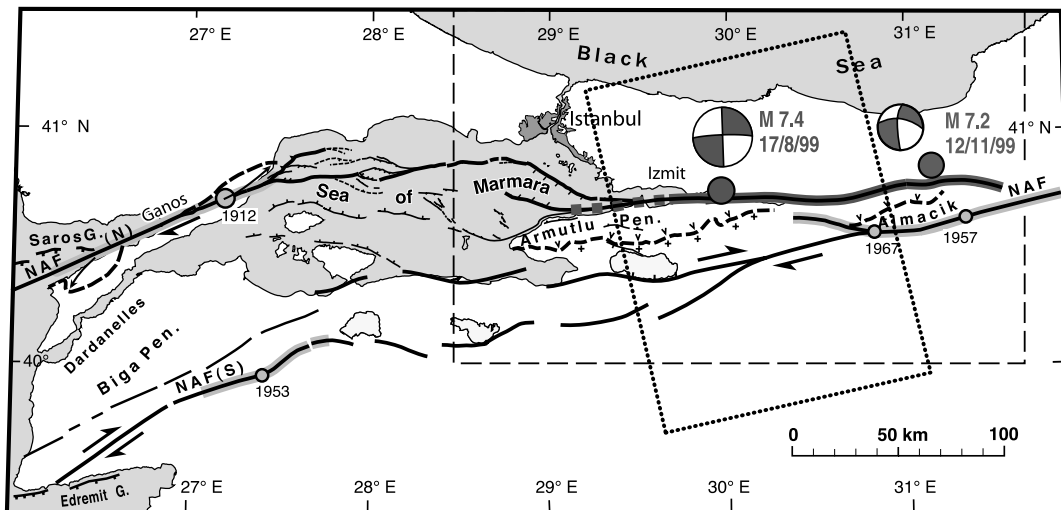 27° E
28° E
29° E
30° E
31° E
Black
Sea
41° N
Istanbul
M 7.4
17/8/99
M 7.2
12/11/99
41° N
Izmit
Ganos
1912
Sea
of
Marmara
NAF
Saros G. (N)
NAF
Armutlu
Pen.
Almacik
1967
1957
Dardanelles
Biga Pen.
40°
NAF(S)
1953
0
50 km
100
Edremit G.
27° E
28° E
29° E
30° E
31° E